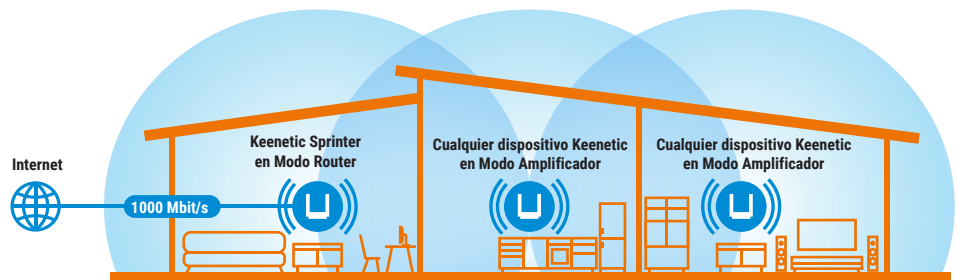 Internet
1000 Mbit/s
Keenetic Sprinter
en Modo Router
Cualquier dispositivo Keenetic
en Modo Amplificador
Cualquier dispositivo Keenetic
en Modo Amplificador